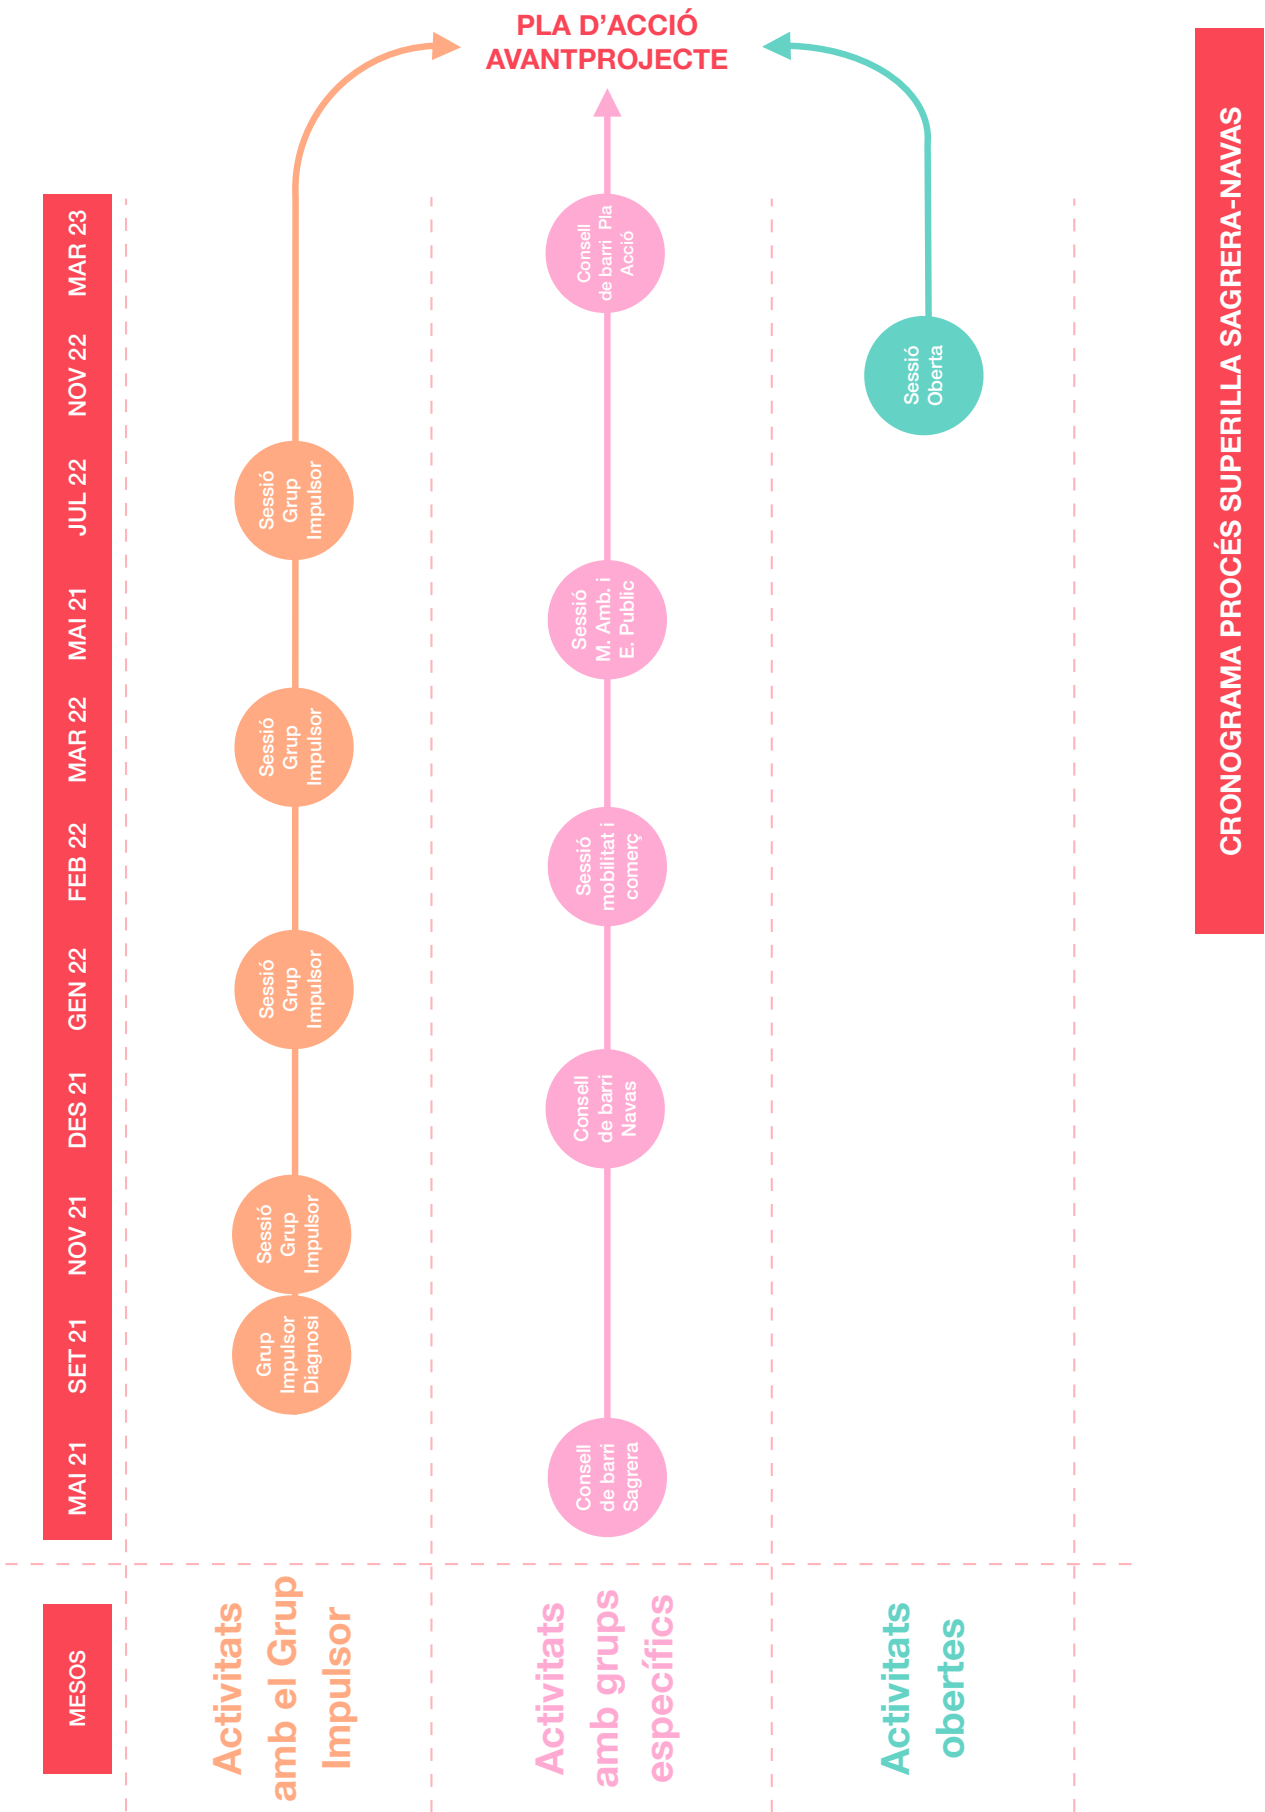 CRONOGRAMA PROCÉS SUPERILLA SAGRERA-NAVAS
PLA D’ACCIÓ
AVANTPROJECTE
MESOS
MAI 21
SET 21
NOV 21
DES 21
GEN 22
FEB 22
MAR 22
MAI 21
JUL 22
NOV 22
MAR 23
Activitats
amb el Grup
Impulsor
Grup
Impulsor
Diagnosi
Sessió
Grup
Impulsor
Sessió
Grup
Impulsor
Sessió
Grup
Impulsor
Sessió
Grup
Impulsor
Activitats
amb grups
específics
Consell
de barri
Sagrera
Consell
de barri
Navas
Sessió
mobilitat i
comerç
Sessió
M. Amb. i
E. Public
Consell
de barri Pla
Acció
Activitats
obertes
Sessió
Oberta